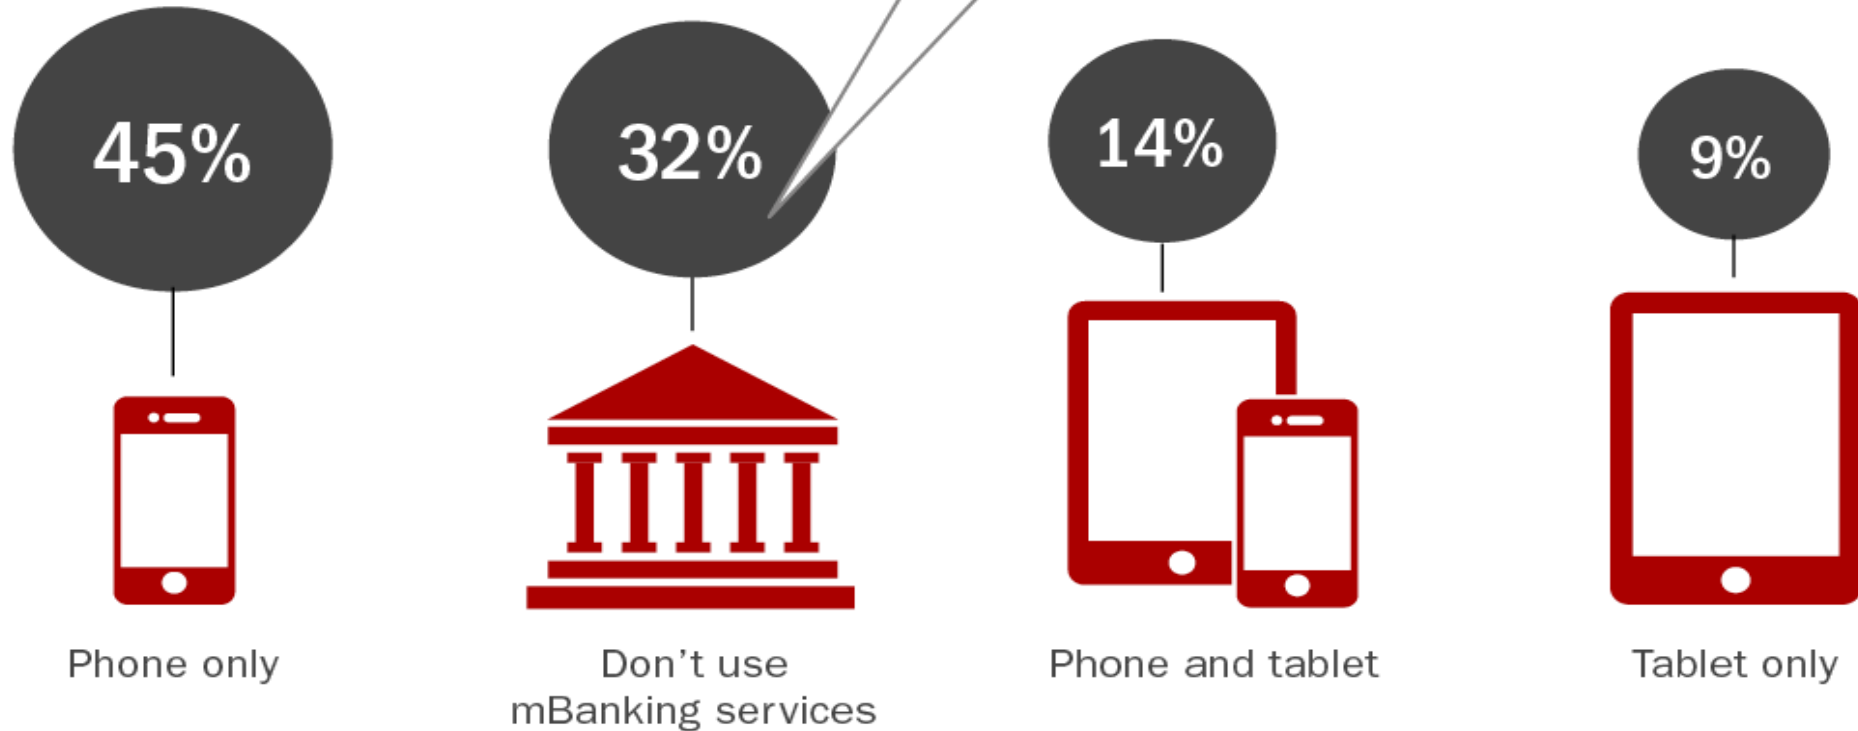 45%
32%
14%
9%
Phone only
Don’t use
mBanking services
Phone and tablet
Tablet only